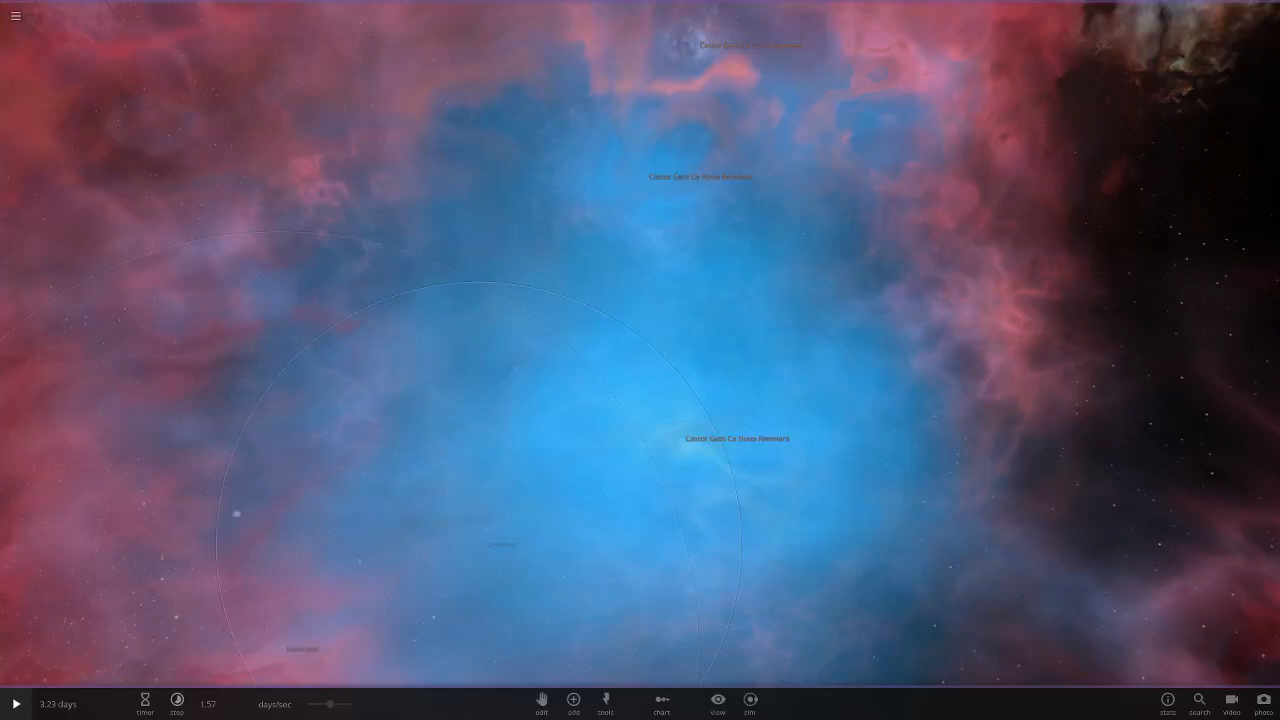 Castor Gem Ca Nova Remnant
Castor Gem Ca Nova Remnant
3.23 days
timer
step
1.57
days/sec
edit
add
tools
chart
view
sim
stats
search
video
photo